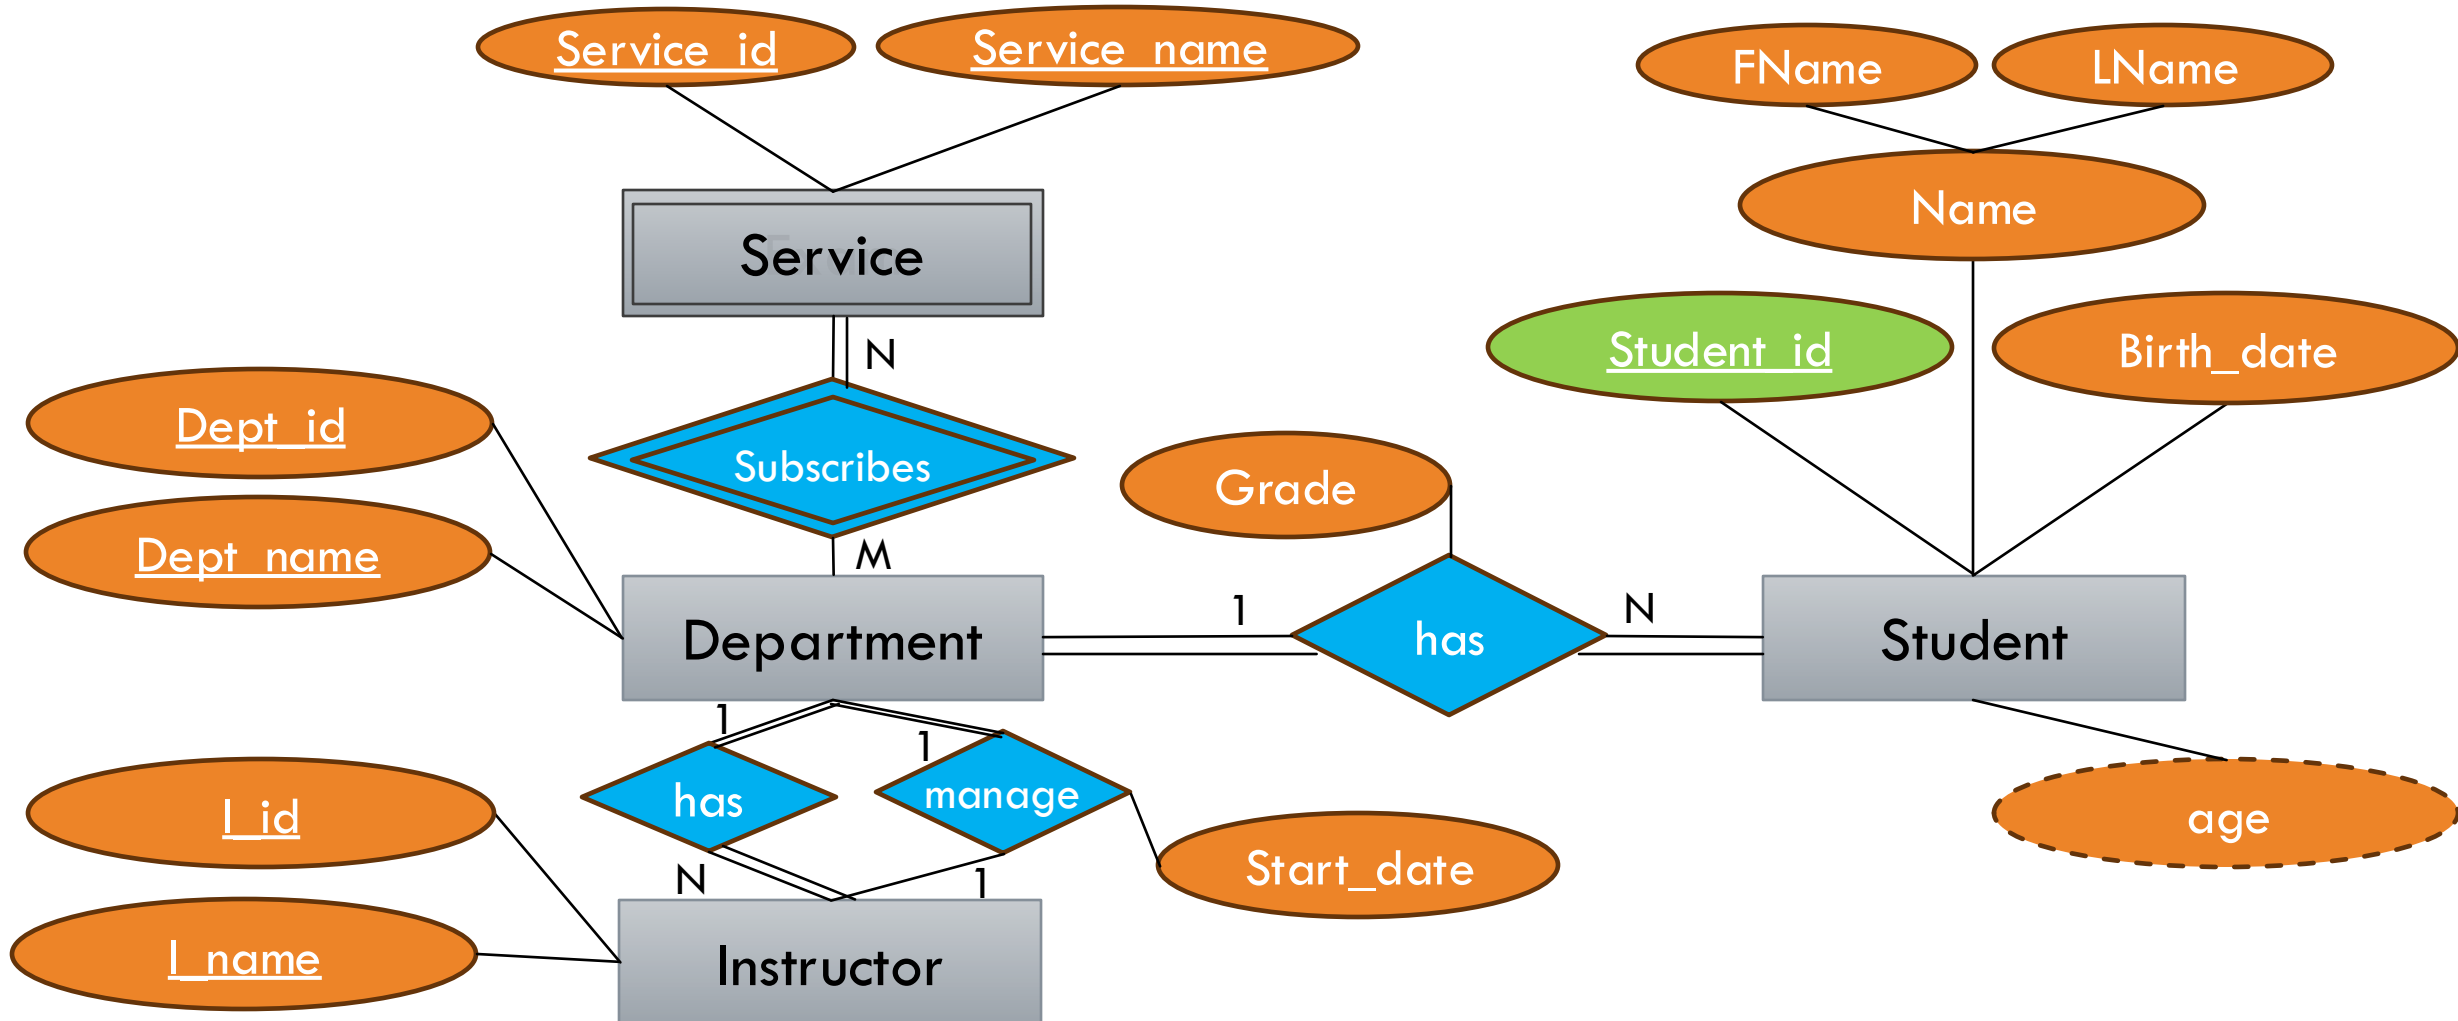 Service_id
Service_name
FName
LName
Name
Service
Student_id
Birth_date
N
Dept_id
Subscribes
Grade
Dept_name
M
1
N
Department
has
Student
1
1
has
manage
I_id
age
Start_date
N
1
I_name
Instructor